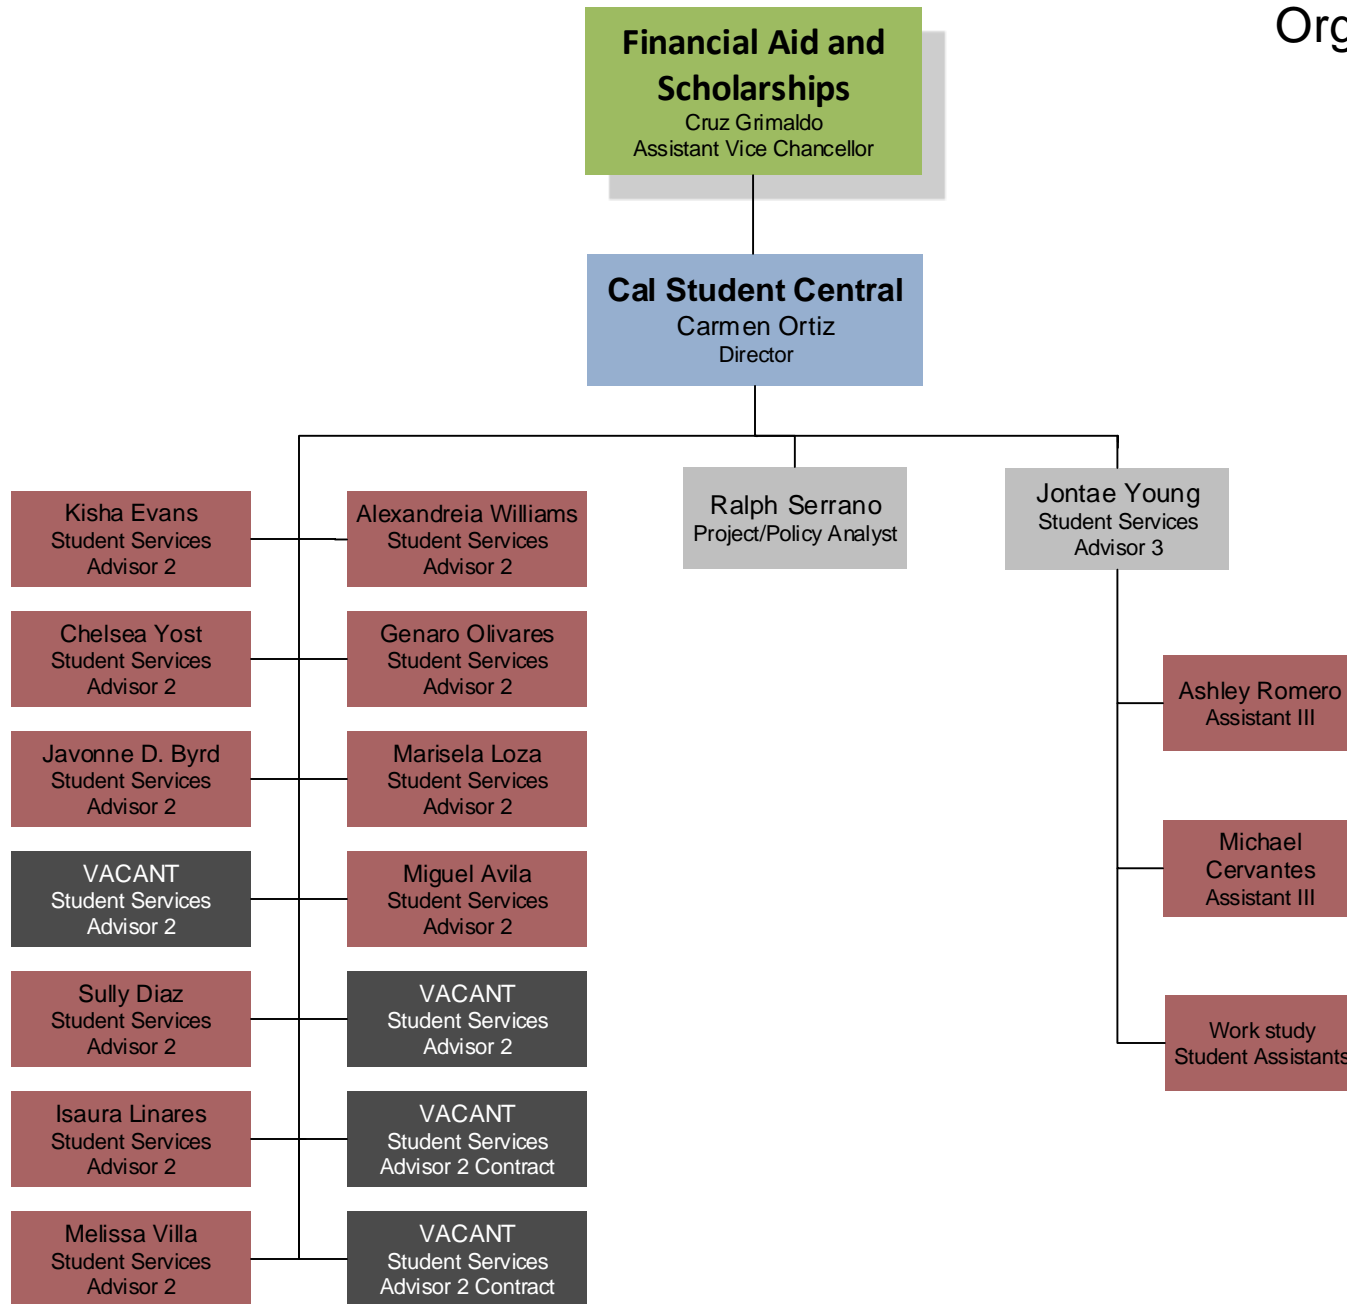 Org
Financial Aid and
Scholarships
Cruz Grimaldo
Assistant Vice Chancellor
Cal Student Central
Carmen Ortiz
Director
Ralph Serrano
Project/Policy Analyst
Jontae Young
Student Services
Advisor 3
Kisha Evans
Student Services
Advisor 2
Alexandreia Williams
Student Services
Advisor 2
Chelsea Yost
Student Services
Advisor 2
Genaro Olivares
Student Services
Advisor 2
Javonne D. Byrd
Student Services
Advisor 2
Marisela Loza
Student Services
Advisor 2
VACANT
Student Services
Advisor 2
Miguel Avila
Student Services
Advisor 2
Sully Diaz
Student Services
Advisor 2
VACANT
Student Services
Advisor 2
Isaura Linares
Student Services
Advisor 2
VACANT
Student Services
Advisor 2 Contract
Melissa Villa
Student Services
Advisor 2
VACANT
Student Services
Advisor 2 Contract
Ashley Romero
Assistant III
Michael
Cervantes
Assistant III
Work study
Student Assistants